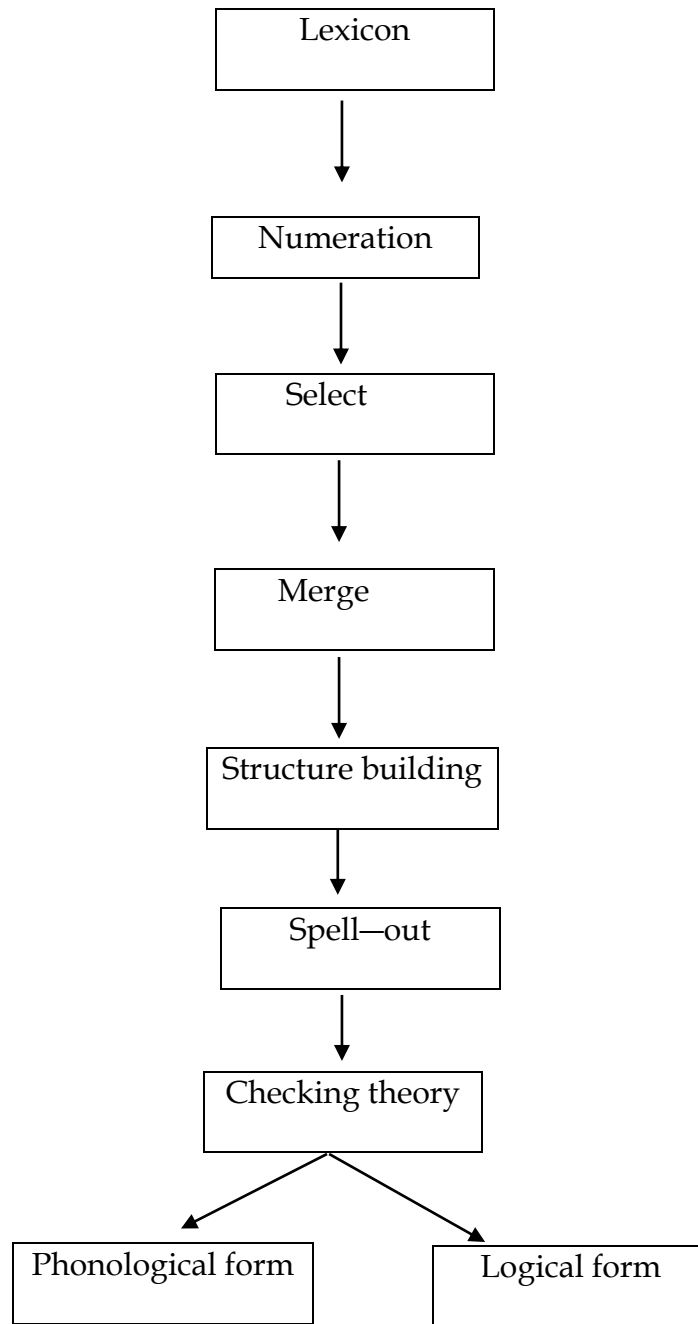 Lexicon
Numeration
Select
Merge
Structure building
Spell—out
Checking theory
Phonological form
Logical form